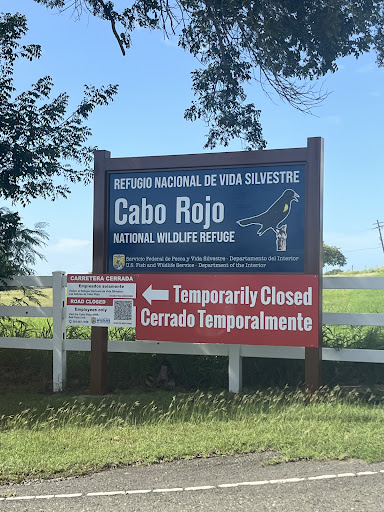 REFUGIO NACIONAL DE VIDA SILVESTRE
Cabo Rojo
NATIONAL WILDLIFE REFUGE
Servicio Federal de Pesca y Vida Silvestre - Departamento del Interior
U.S. Fish and Wildlife Service - Department of the Interior
CARRETERA CERRADA
Empleados solamente
ROAD CLOSED
Employees only
Temporarily Closed
Cerrado Temporalmente